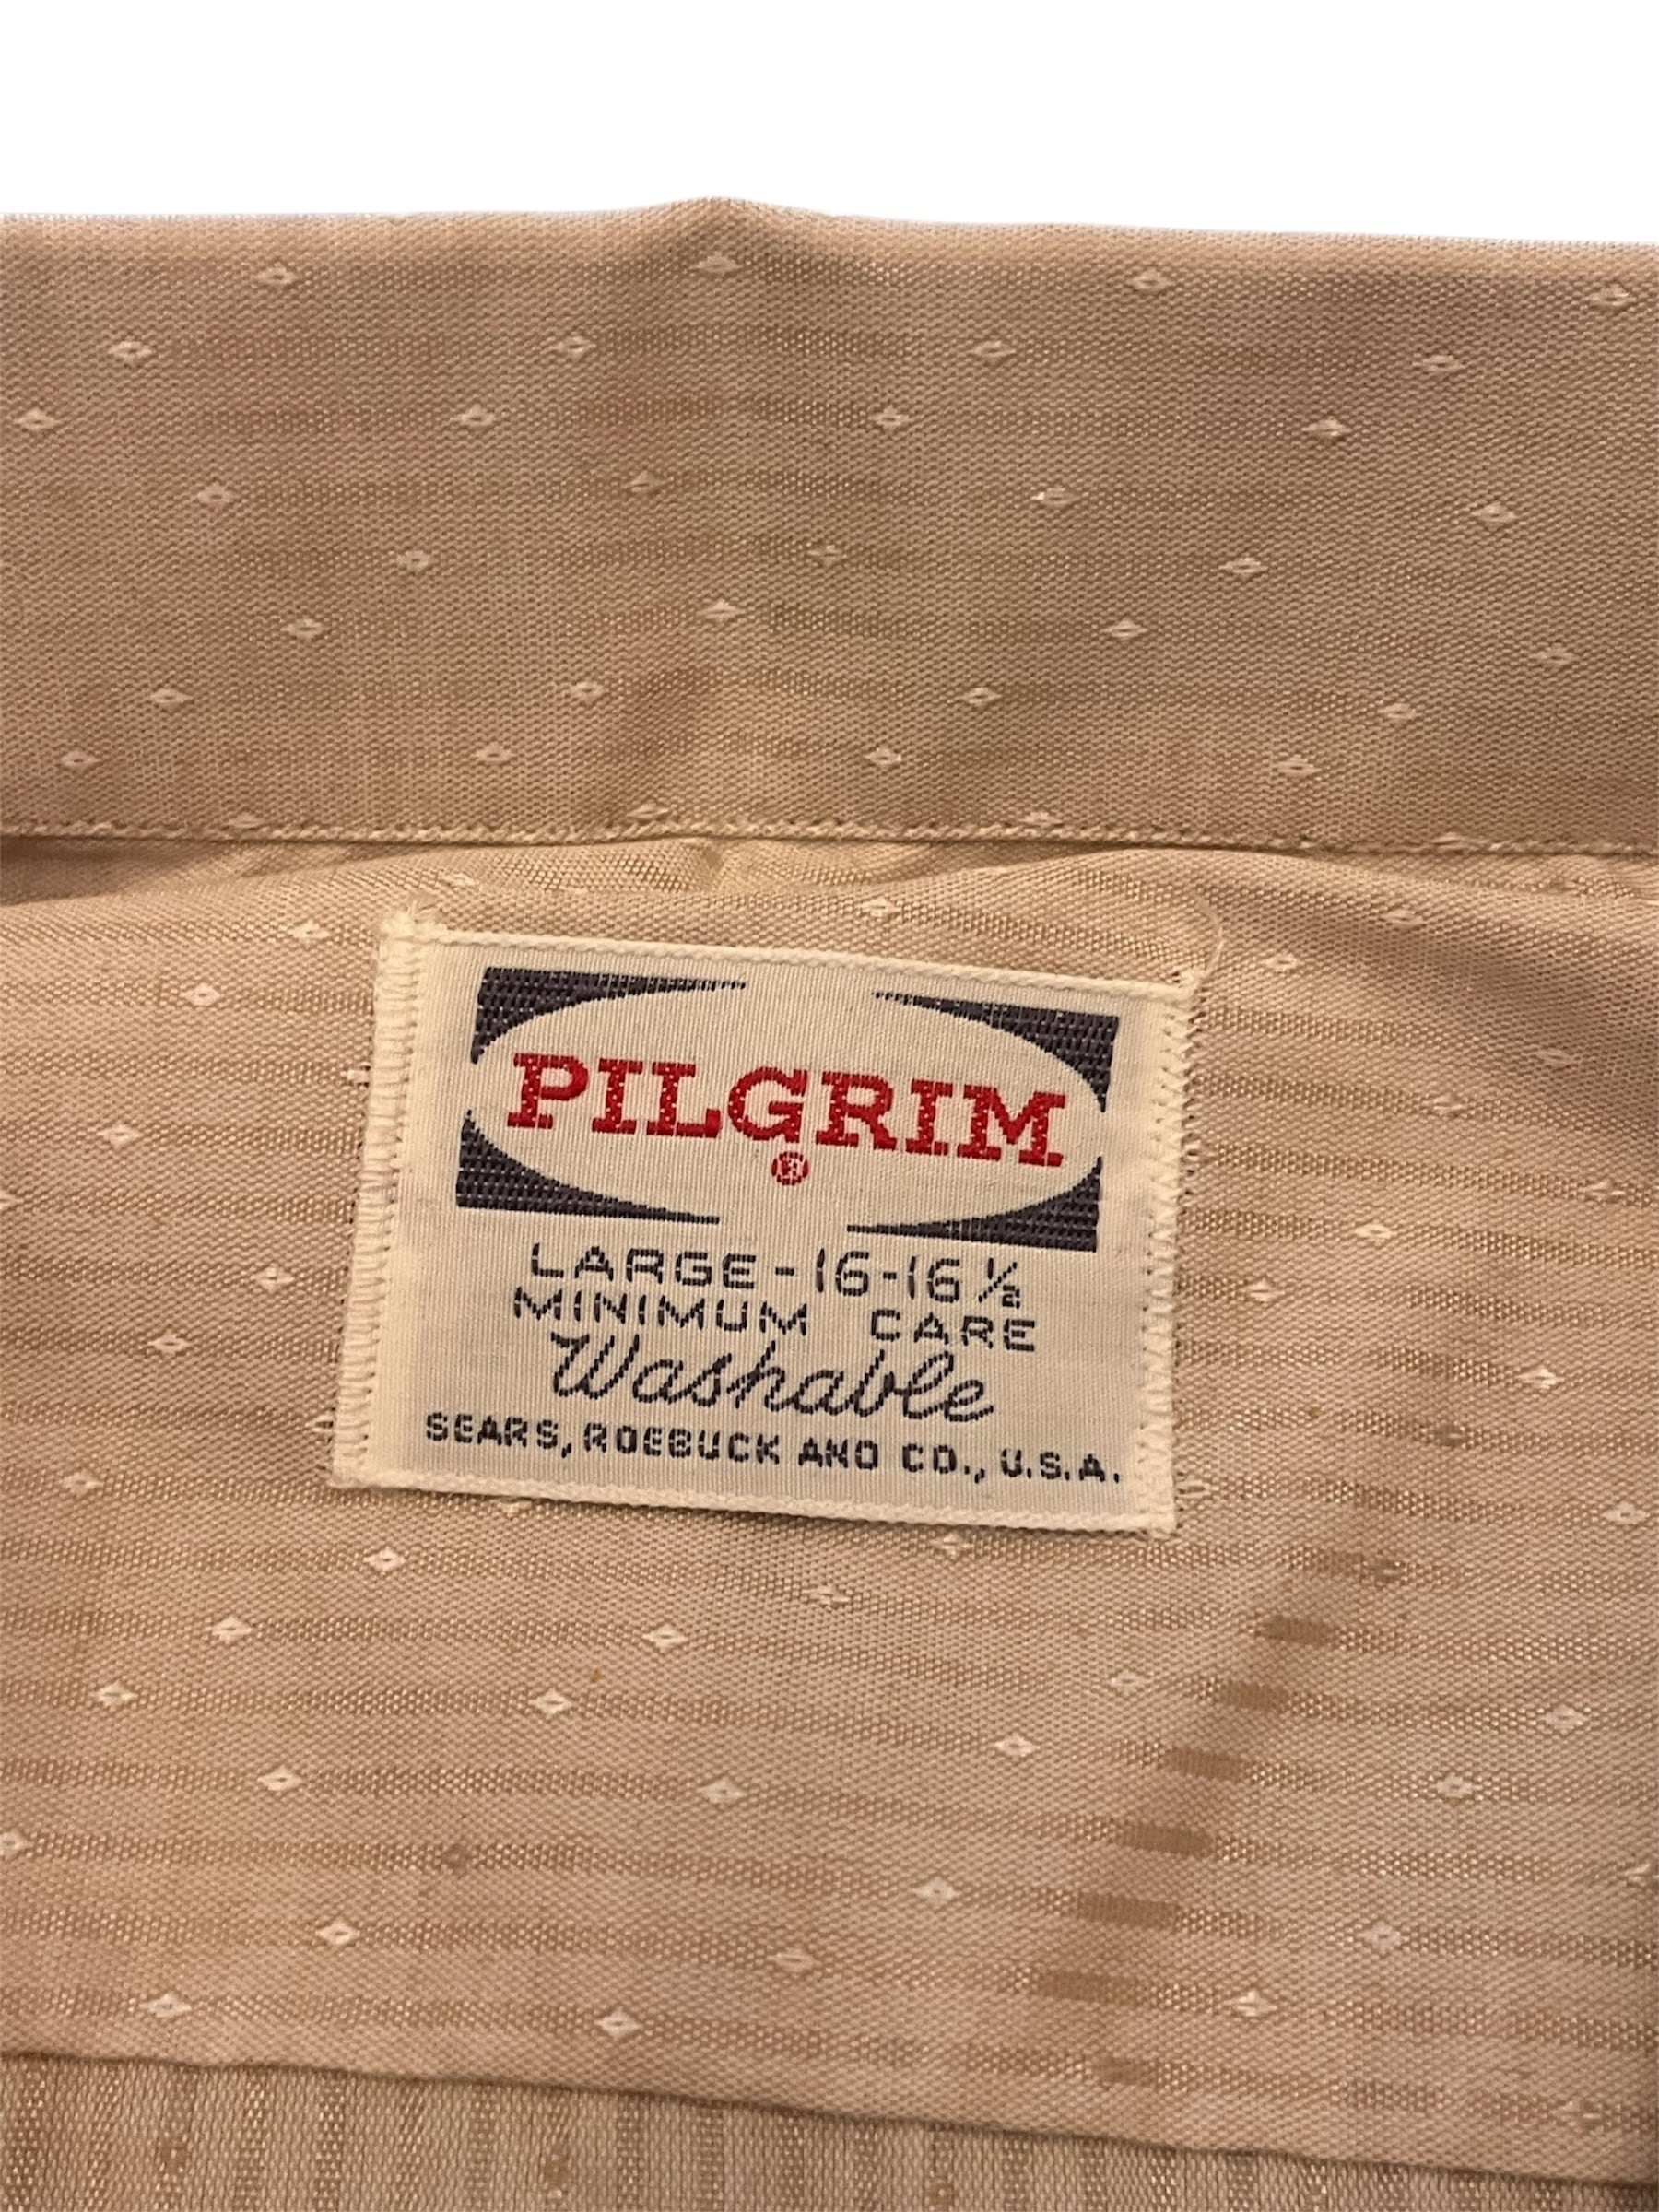 PILGRIM
®
LARGE-16-16½
MINIMUM CARE
Washable
SEARS, ROEBUCK AND CO., U.S.A.